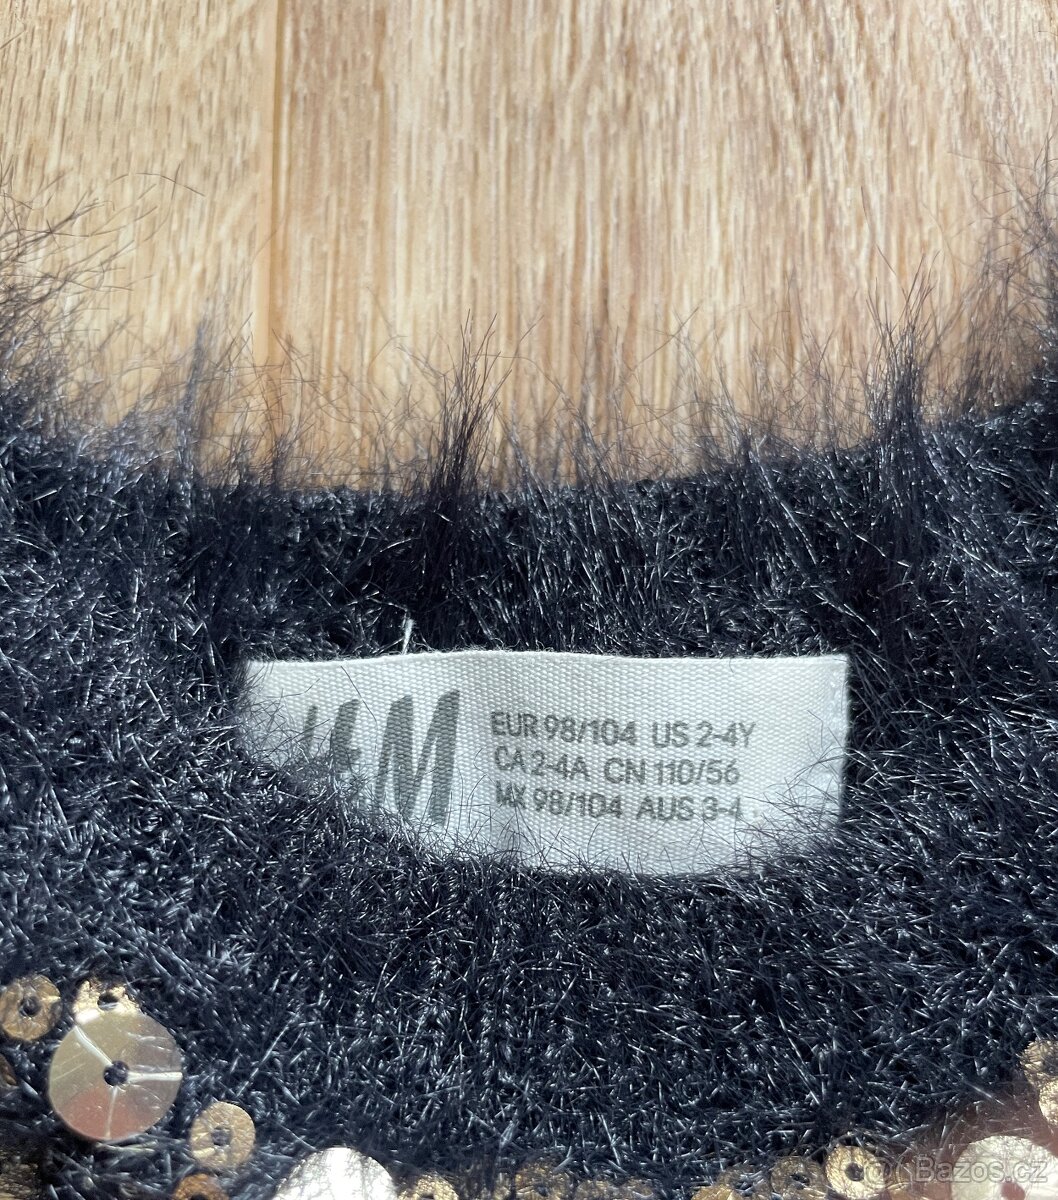 H&M
EUR 98/104 US 2-4Y
CA 2-4A CN 110/56
MX 98/104 AUS 3-4
Bazos.cz